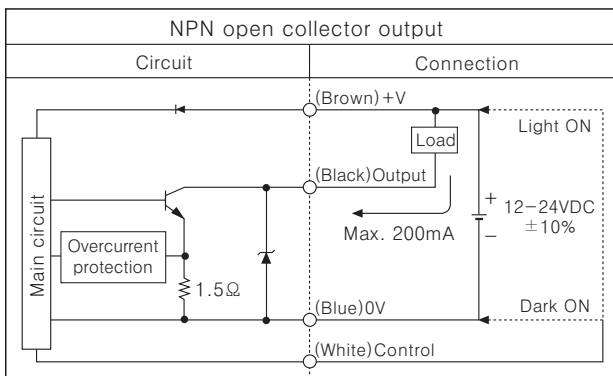 NPN open collector output
Circuit
Connection
(Brown)+V
Light ON
Load
(Black)Output
Main circuit
Overcurrent
protection
1.5Ω
Max. 200mA
+
12−24VDC
±10%
−
(Blue)0V
Dark ON
(White)Control